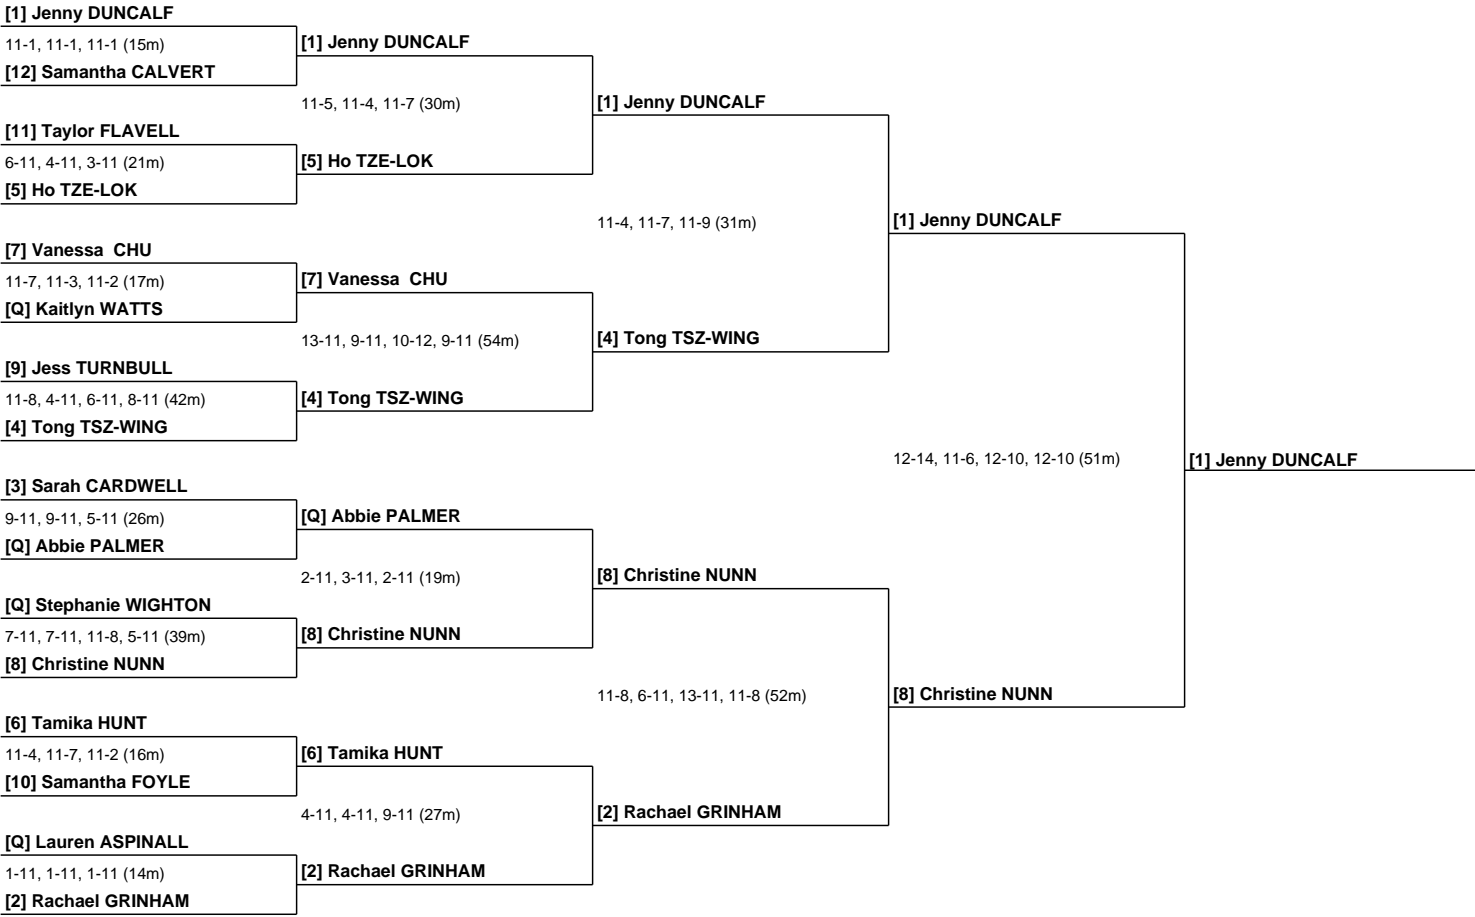 [1] Jenny DUNCALF
11-1, 11-1, 11-1 (15m)
[12] Samantha CALVERT
[11] Taylor FLAVELL
6-11, 4-11, 3-11 (21m)
[5] Ho TZE-LOK
[7] Vanessa  CHU
11-7, 11-3, 11-2 (17m)
[Q] Kaitlyn WATTS
[9] Jess TURNBULL
11-8, 4-11, 6-11, 8-11 (42m)
[4] Tong TSZ-WING
[3] Sarah CARDWELL
9-11, 9-11, 5-11 (26m)
[Q] Abbie PALMER
[Q] Stephanie WIGHTON
7-11, 7-11, 11-8, 5-11 (39m)
[8] Christine NUNN
[6] Tamika HUNT
11-4, 11-7, 11-2 (16m)
[10] Samantha FOYLE
[Q] Lauren ASPINALL
1-11, 1-11, 1-11 (14m)
[2] Rachael GRINHAM
[1] Jenny DUNCALF
11-5, 11-4, 11-7 (30m)
[5] Ho TZE-LOK
[7] Vanessa  CHU
13-11, 9-11, 10-12, 9-11 (54m)
[4] Tong TSZ-WING
[Q] Abbie PALMER
2-11, 3-11, 2-11 (19m)
[8] Christine NUNN
[6] Tamika HUNT
4-11, 4-11, 9-11 (27m)
[2] Rachael GRINHAM
[1] Jenny DUNCALF
11-4, 11-7, 11-9 (31m)
[4] Tong TSZ-WING
[8] Christine NUNN
11-8, 6-11, 13-11, 11-8 (52m)
[2] Rachael GRINHAM
[1] Jenny DUNCALF
12-14, 11-6, 12-10, 12-10 (51m)
[8] Christine NUNN
[1] Jenny DUNCALF